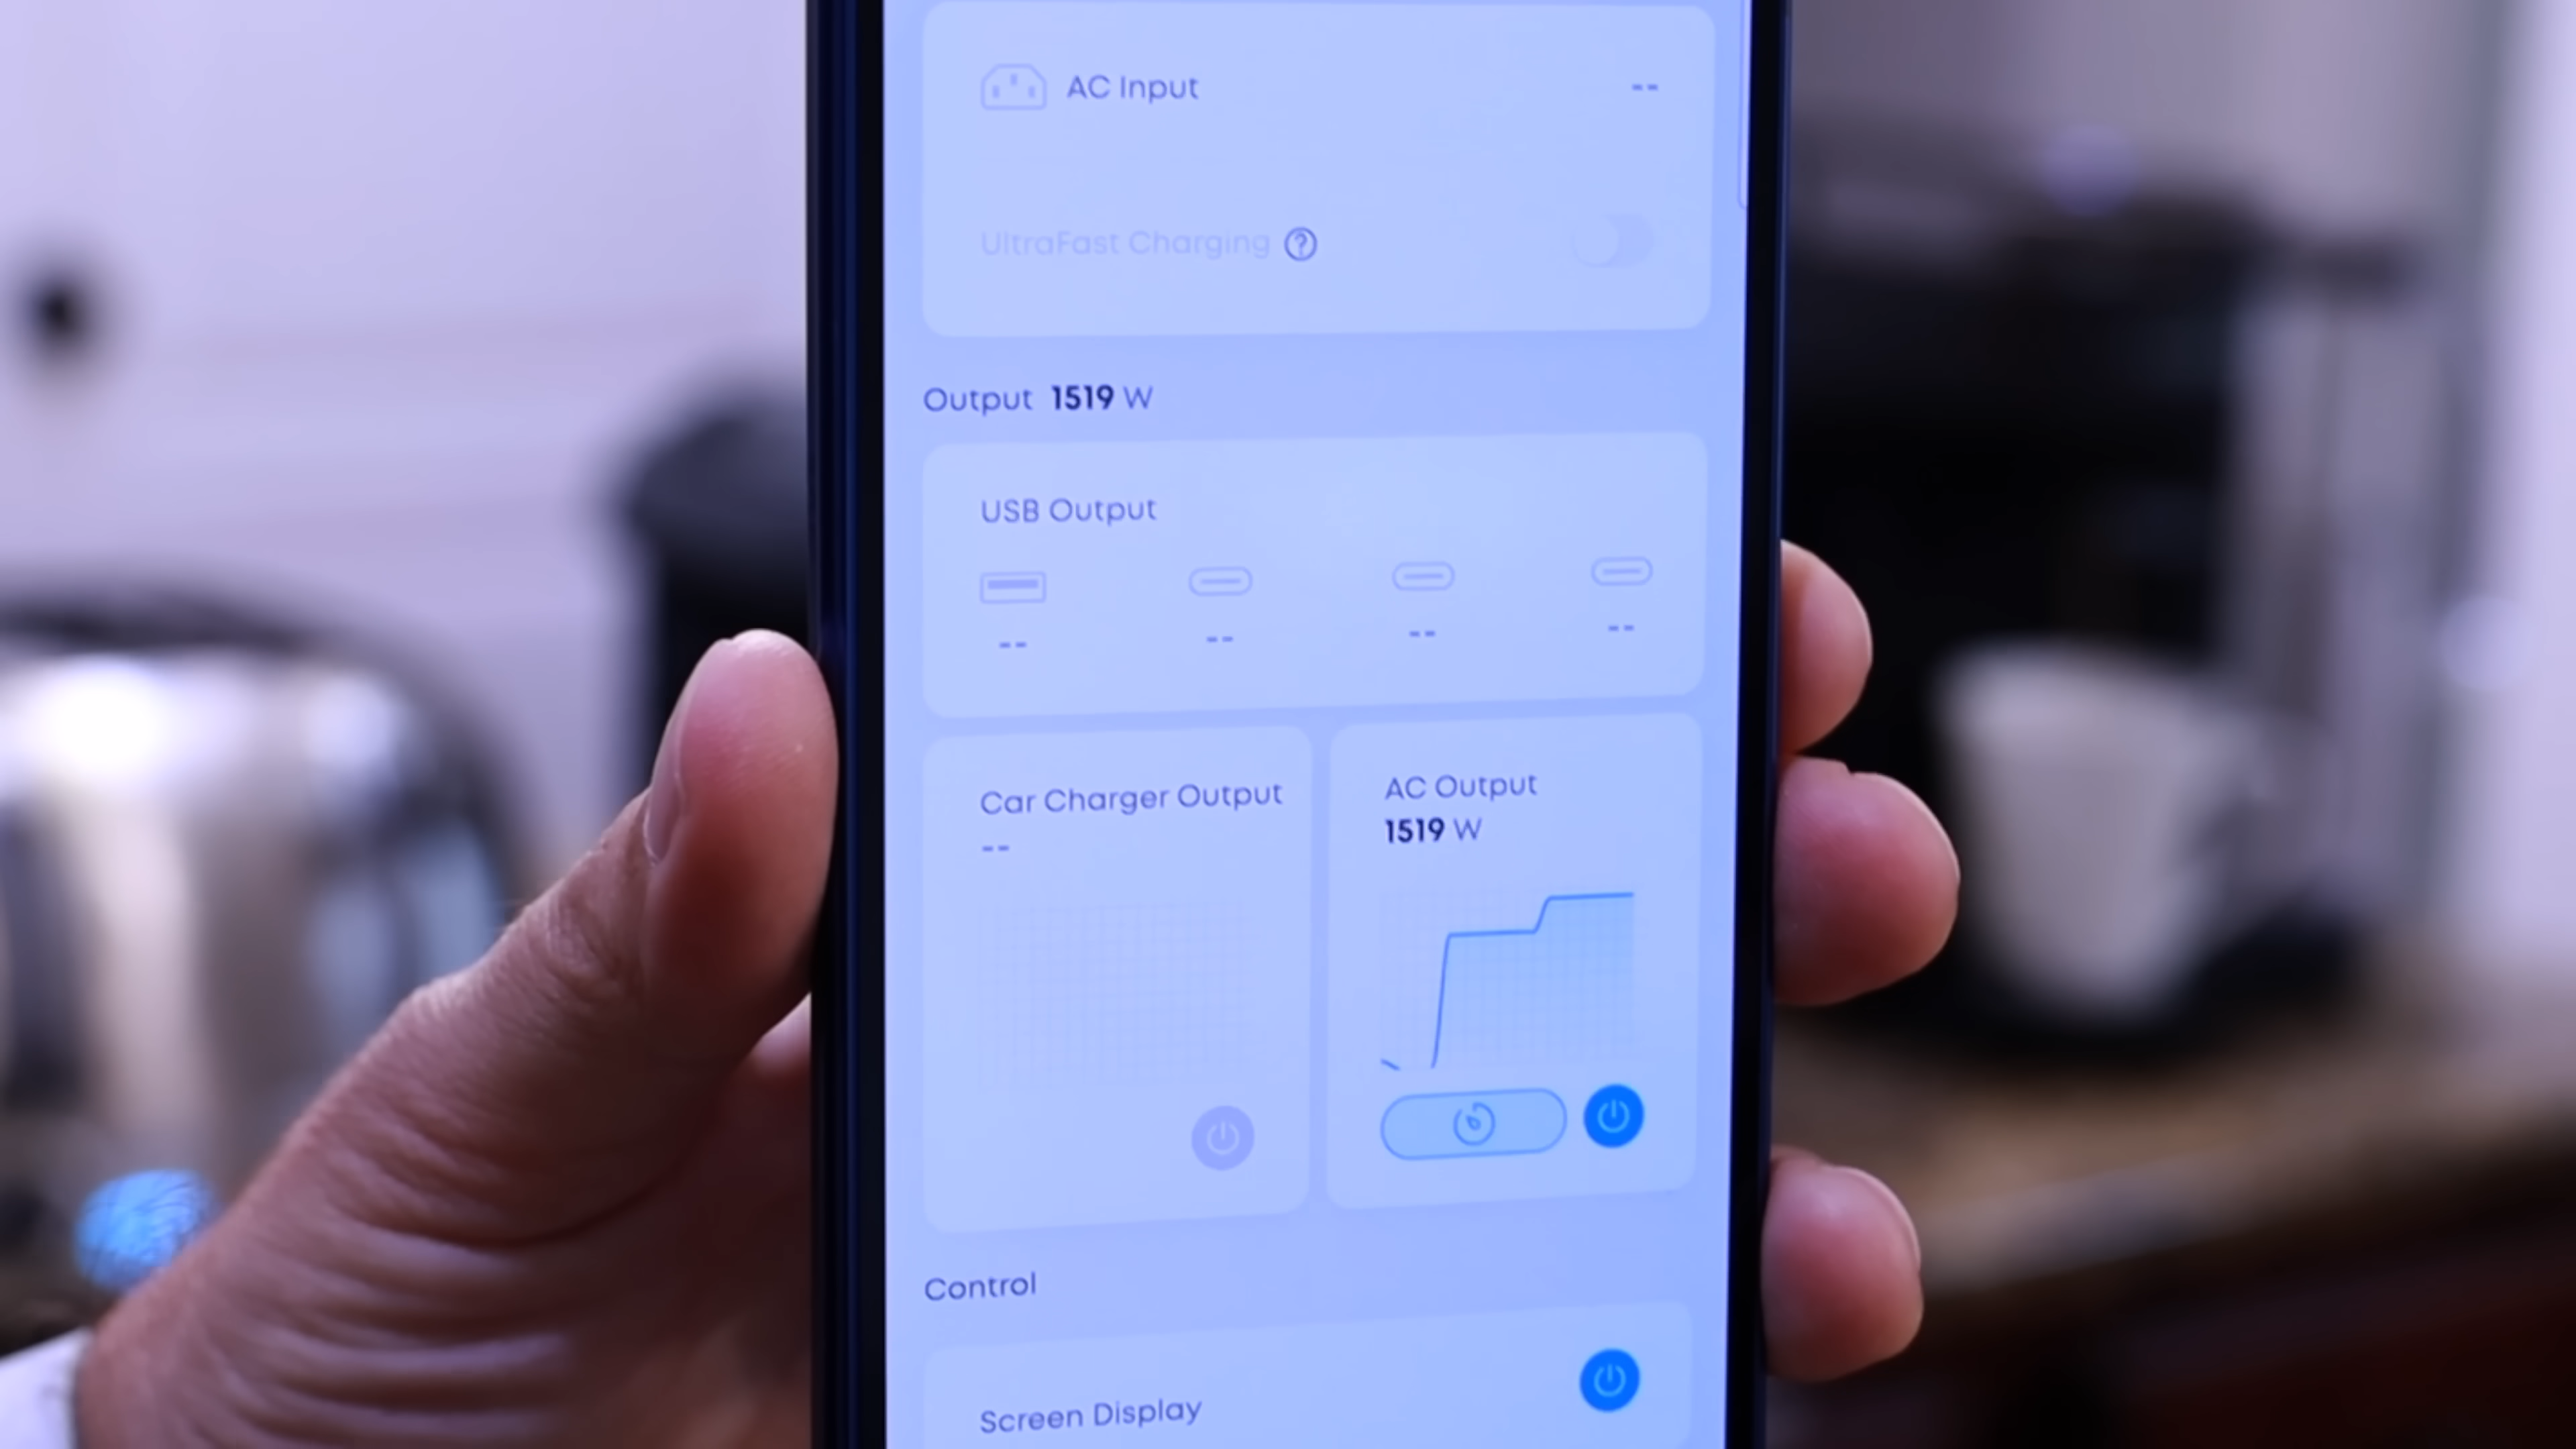 AC Input --
UltraFast Charging ?
Output 1519 W
USB Output
-- -- -- --
Car Charger Output
--
AC Output
1519 W
Control
Screen Display